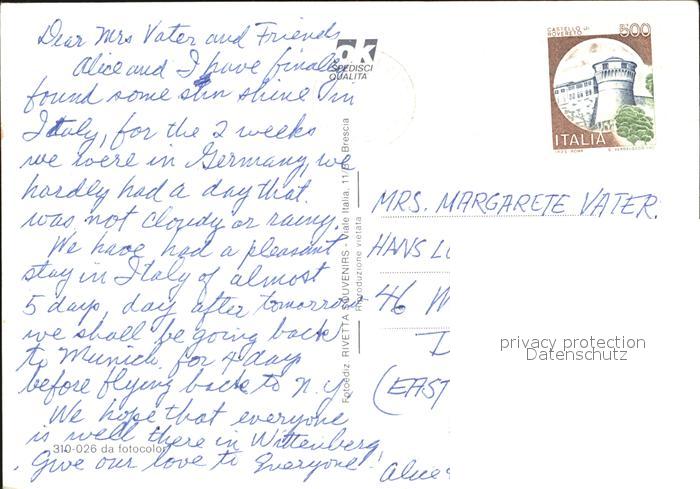 Dear Mrs Vater and Friends,
Alice and I have finally
found some sun shine in
Italy, for the 2 weeks
we were in Germany, we
hardly had a day that
was not cloudy or rainy.
We have had a pleasant
stay in Italy of almost
5 days, day after tomorrow
we shall be going back
to Munich for 4 days
before flying back to N.Y.
We hope that everyone
is well there in Wittenberg,
Give our love to Everyone!
Alice
310-026 da fotocolor
ok
SPEDISCI
QUALITÀ
Fotoediz. RIVETTA SOUVENIRS - Viale Italia, Brescia
Riproduzione vietata
CASTELLO DI
ROVERETO
500
ITALIA
MRS. MARGARETE VATER.
HANS
46
(EAST
privacy protection
Datenschutz